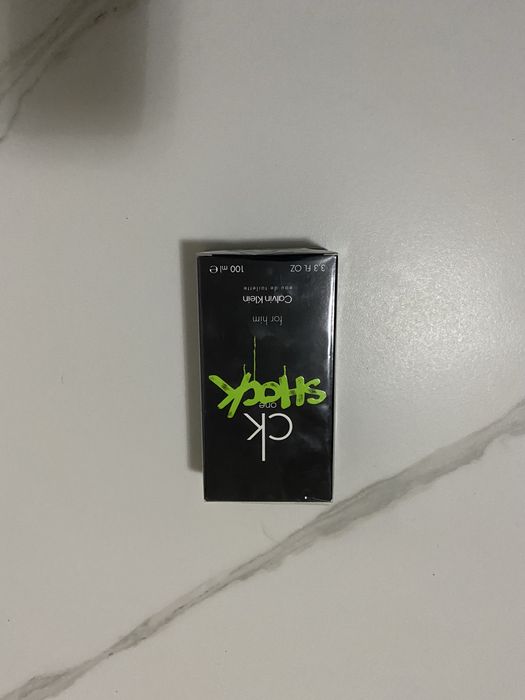 ck
one
SHOCK
for him
Calvin Klein
eau de toilette
3.3 FL OZ 100 ml ℮